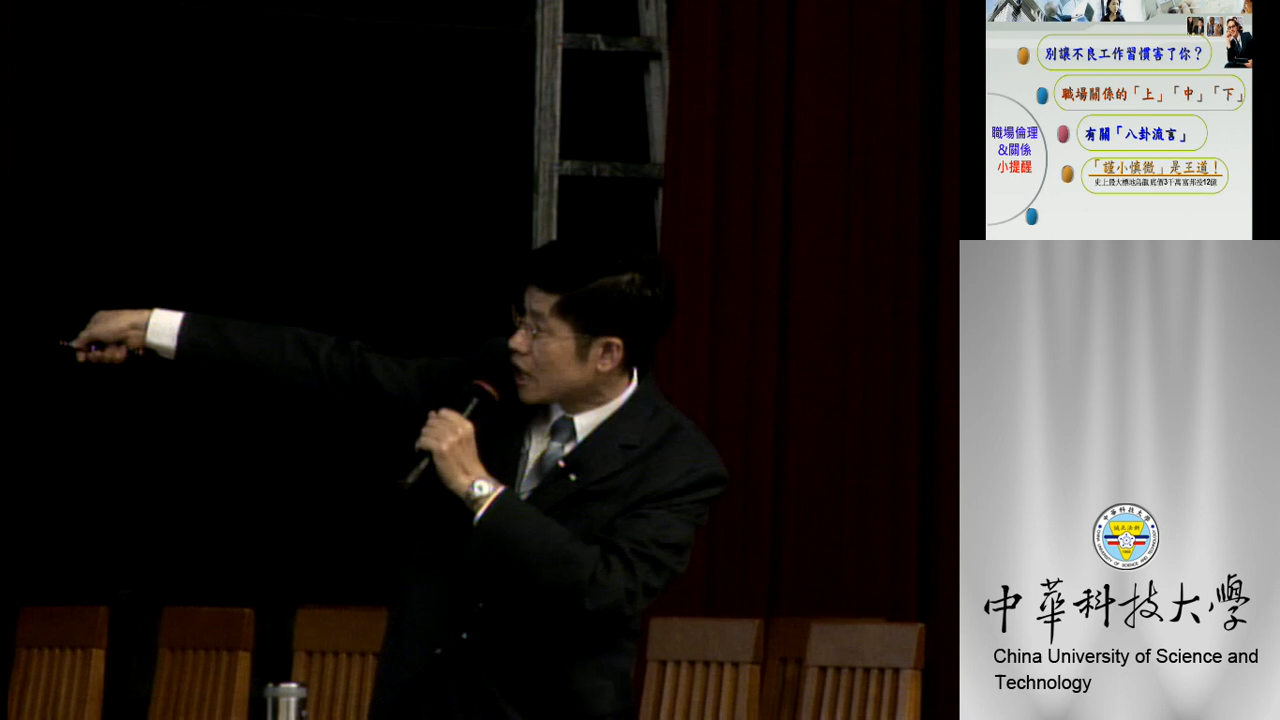 別讓不良工作習慣害了你？
職場關係的「上」「中」「下」
職場倫理
&關係
小提醒
有關「八卦流言」
「謹小慎微」是王道！
中華科技大學
China University of Science and
Technology